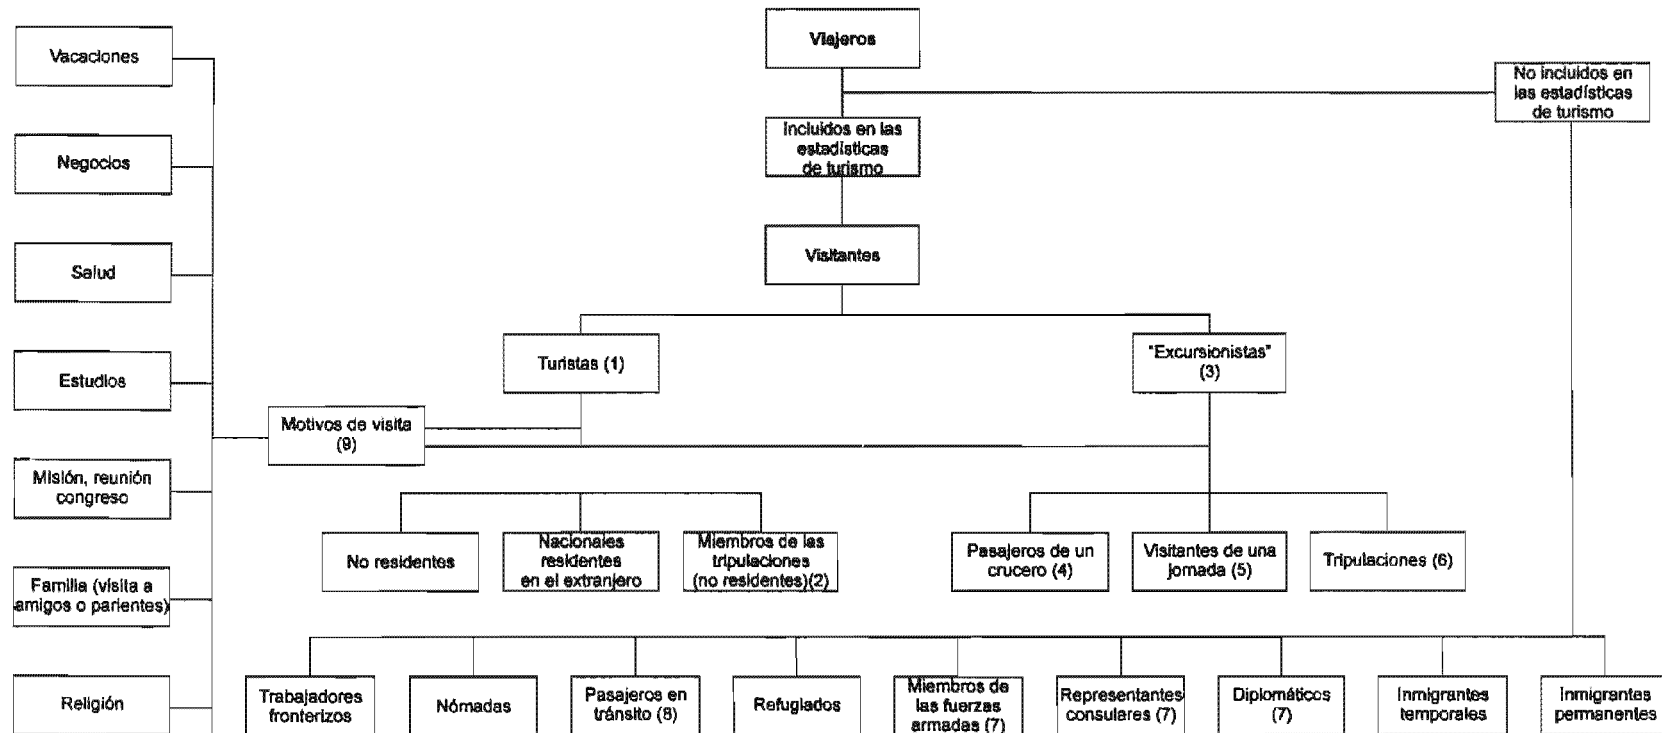 Viajeros
No incluidos en
las estadísticas
de turismo
Incluidos en las
estadísticas
de turismo
Visitantes
Turistas (1)
"Excursionistas"
(3)
Vacaciones
Negocios
Salud
Estudios
Misión, reunión
congreso
Familia (visita a
amigos o parientes)
Religión
Motivos de visita
(9)
No residentes
Nacionales
residentes
en el extranjero
Miembros de las
tripulaciones
(no residentes)(2)
Pasajeros de un
crucero (4)
Visitantes de una
jornada (5)
Tripulaciones (6)
Trabajadores
fronterizos
Nómadas
Pasajeros en
tránsito (8)
Refugiados
Miembros de
las fuerzas
armadas (7)
Representantes
consulares (7)
Diplomáticos
(7)
Inmigrantes
temporales
Inmigrantes
permanentes